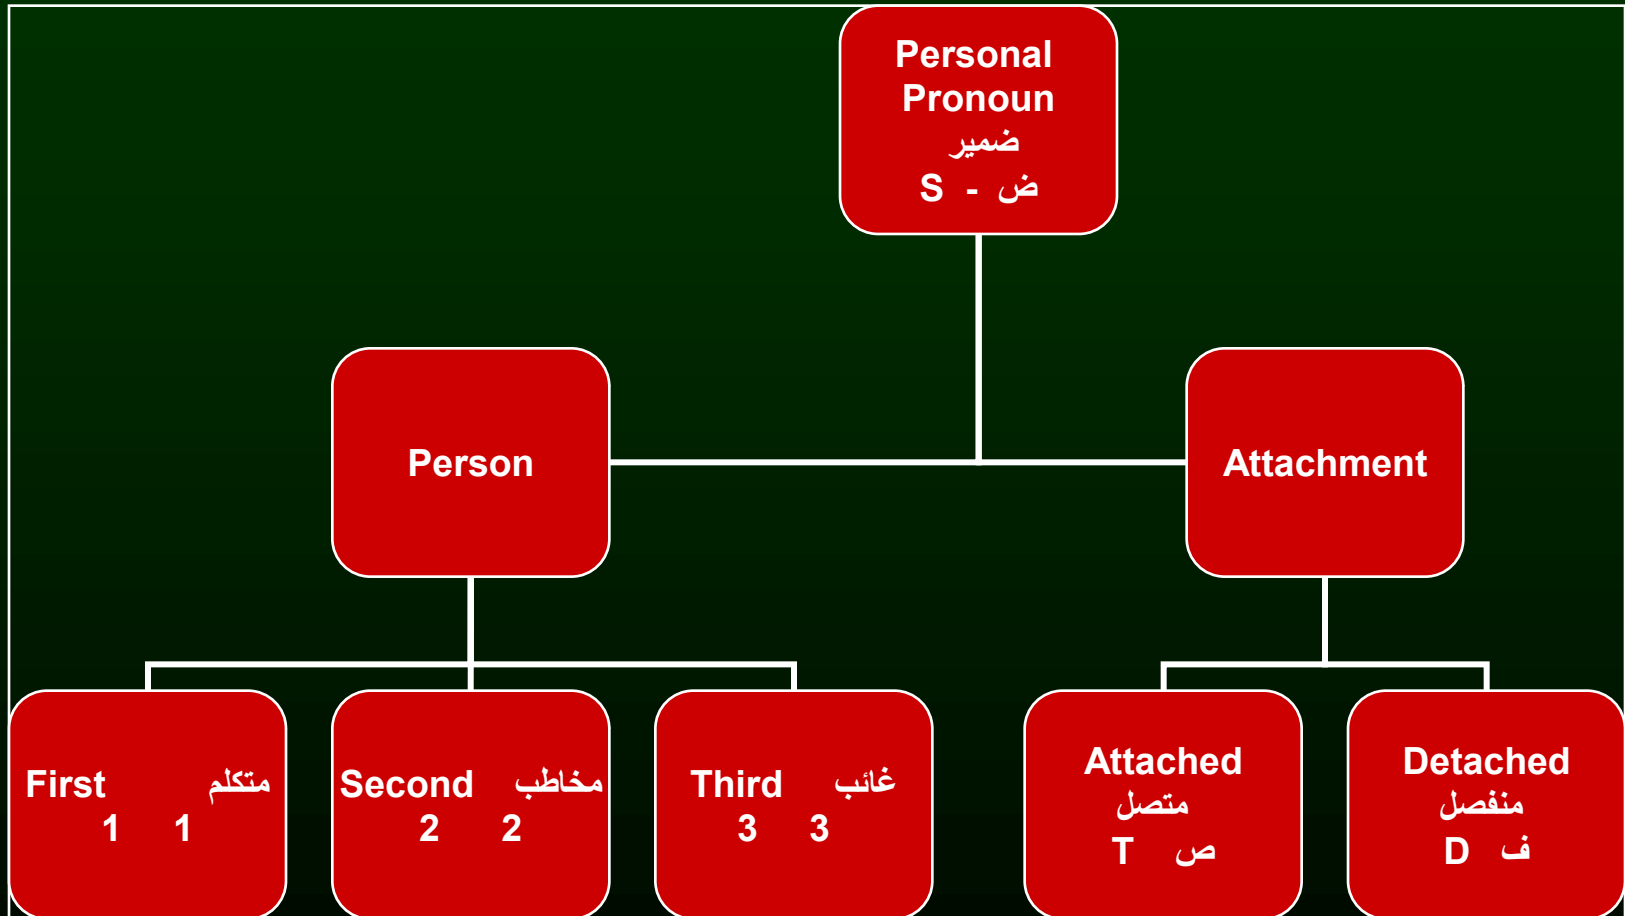 Personal
Pronoun
ضمير
S - ض
Person
Attachment
First متكلم
1 1
Second مخاطب
2 2
Third غائب
3 3
Attached
متصل
T ص
Detached
منفصل
D ف